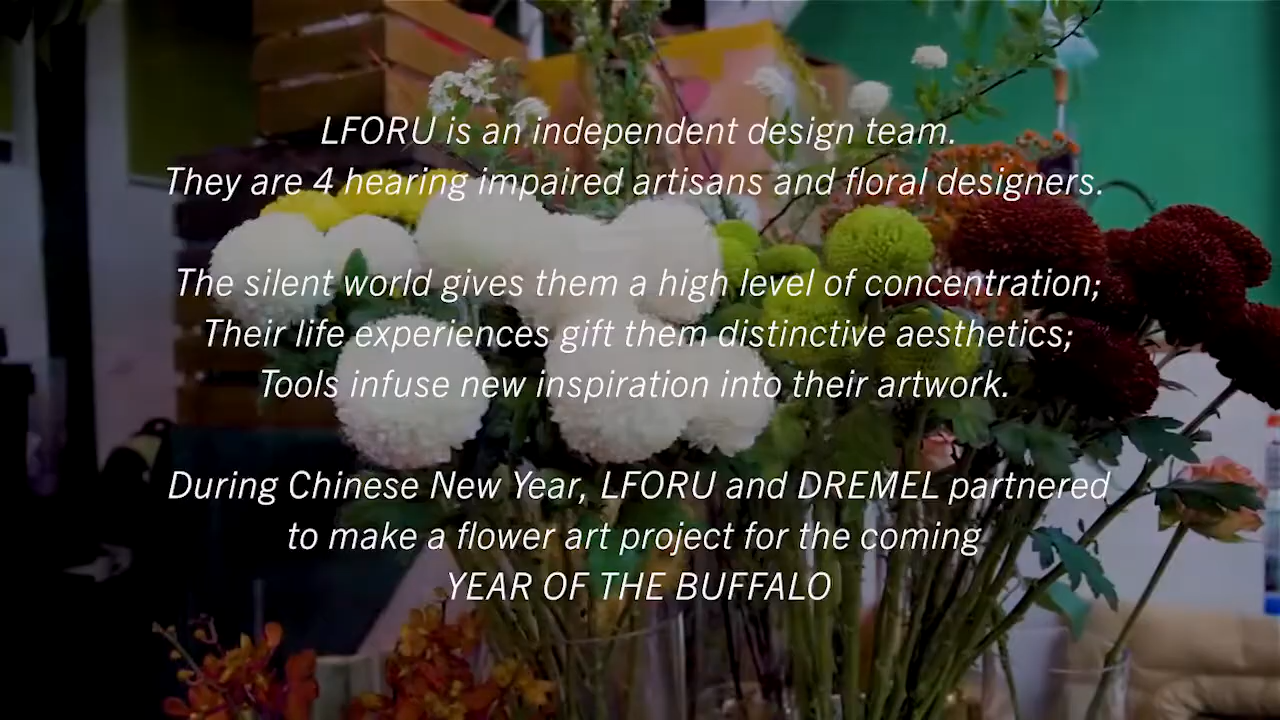 LFORU is an independent design team.
They are 4 hearing impaired artisans and floral designers.
The silent world gives them a high level of concentration;
Their life experiences gift them distinctive aesthetics;
Tools infuse new inspiration into their artwork.
During Chinese New Year, LFORU and DREMEL partnered
to make a flower art project for the coming
YEAR OF THE BUFFALO